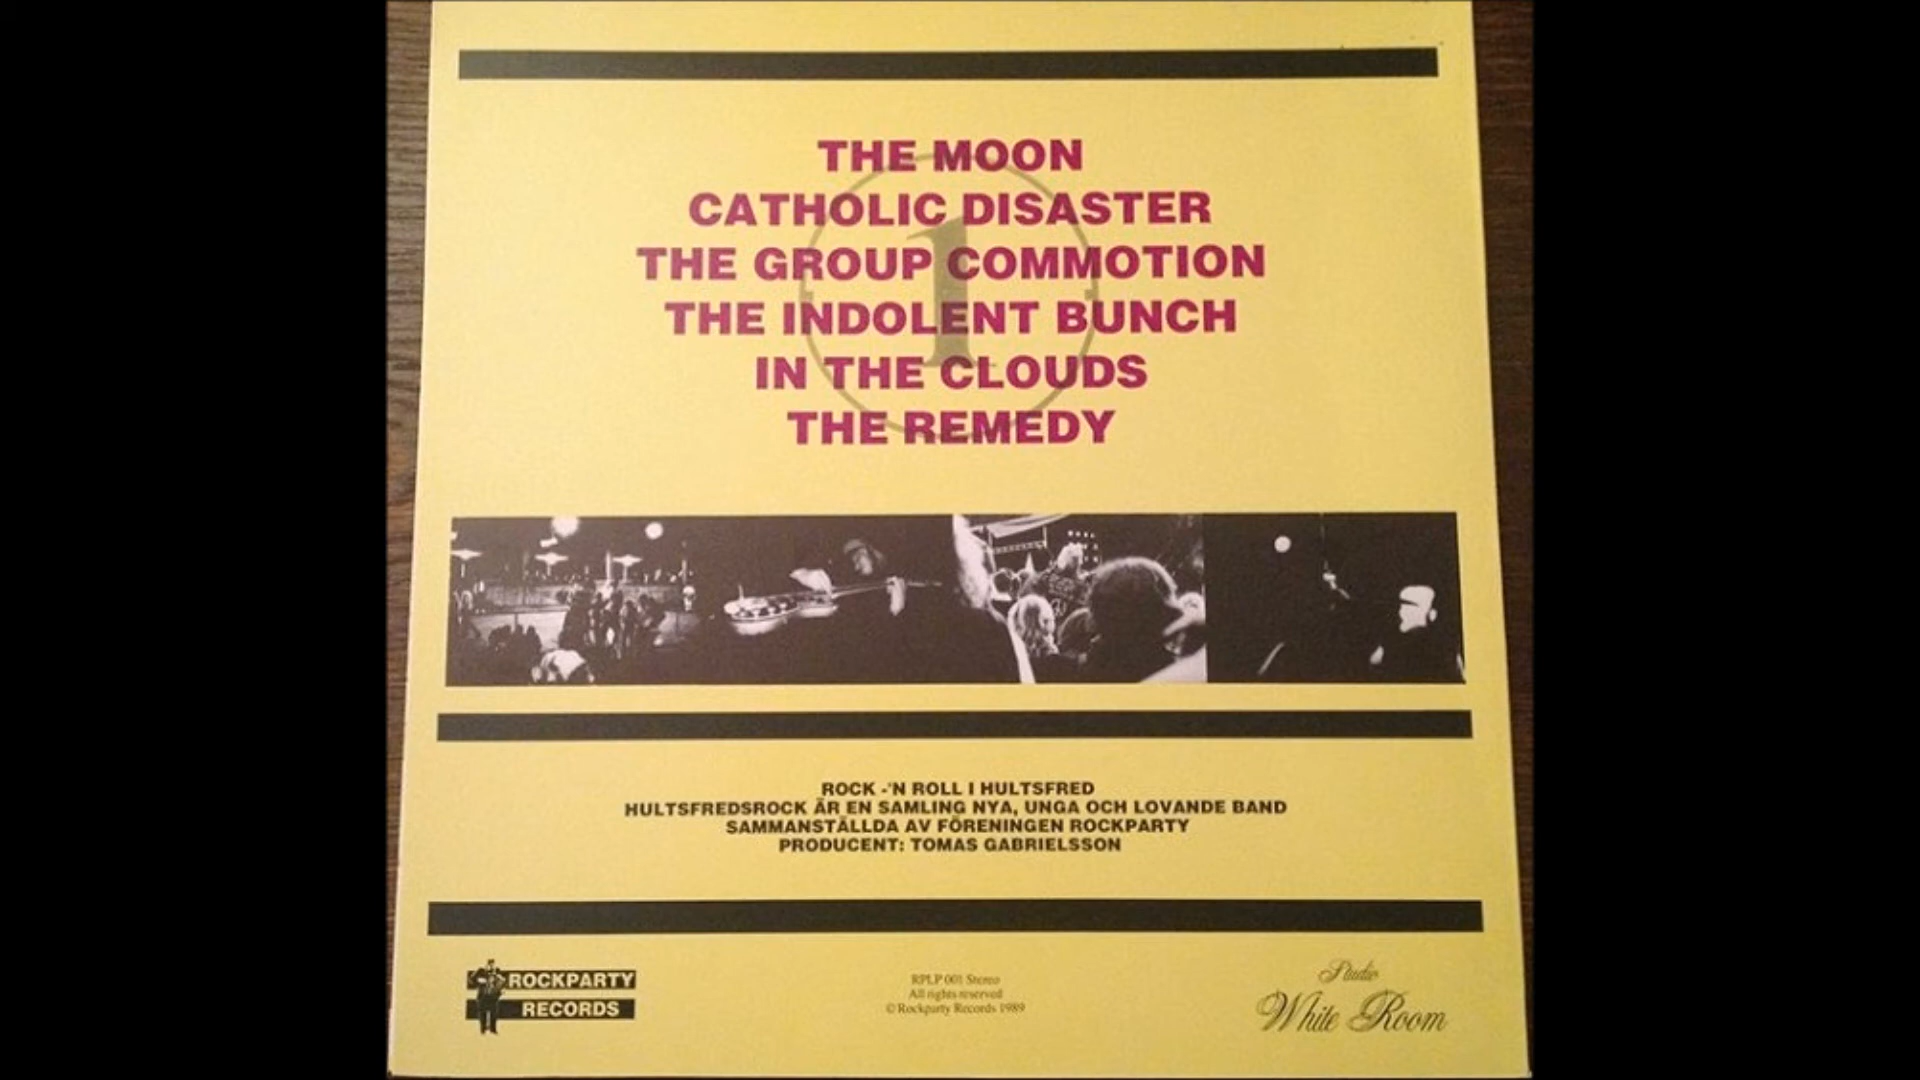 THE MOON
CATHOLIC DISASTER
THE GROUP COMMOTION
THE INDOLENT BUNCH
IN THE CLOUDS
THE REMEDY
1
ROCK -'N ROLL I HULTSFRED
HULTSFREDSROCK ÄR EN SAMLING NYA, UNGA OCH LOVANDE BAND
SAMMANSTÄLLDA AV FÖRENINGEN ROCKPARTY
PRODUCENT: TOMAS GABRIELSSON
ROCKPARTY
RECORDS
RPLP 001 Stereo
All rights reserved
© Rockparty Records 1989
Studio
White Room